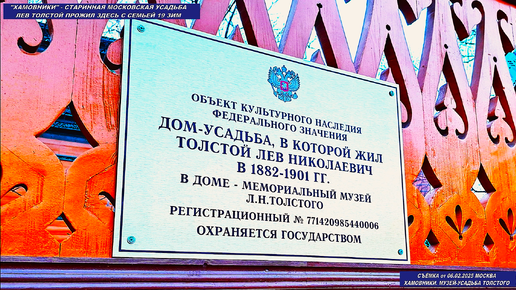 "ХАМОВНИКИ" - СТАРИННАЯ МОСКОВСКАЯ УСАДЬБА
ЛЕВ ТОЛСТОЙ ПРОЖИЛ ЗДЕСЬ С СЕМЬЕЙ 19 ЗИМ
ОБЪЕКТ КУЛЬТУРНОГО НАСЛЕДИЯ
ФЕДЕРАЛЬНОГО ЗНАЧЕНИЯ
ДОМ-УСАДЬБА, В КОТОРОЙ ЖИЛ
ТОЛСТОЙ ЛЕВ НИКОЛАЕВИЧ
В 1882-1901 ГГ.
В ДОМЕ - МЕМОРИАЛЬНЫЙ МУЗЕЙ
Л.Н.ТОЛСТОГО
РЕГИСТРАЦИОННЫЙ № 771420985440006
ОХРАНЯЕТСЯ ГОСУДАРСТВОМ
СЪЕМКА от 06.02.2025 МОСКВА
ХАМОВНИКИ. МУЗЕЙ-УСАДЬБА ТОЛСТОГО